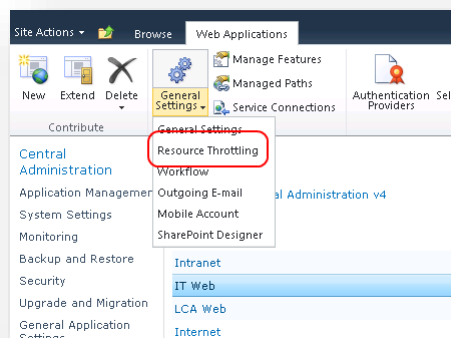 Site Actions
Browse
Web Applications
New
Extend
Delete
General Settings
Manage Features
Managed Paths
Service Connections
Authentication Providers
Contribute
General Settings
Resource Throttling
Workflow
Outgoing E-mail
Mobile Account
SharePoint Designer
Central
Administration
Application Managemen
System Settings
Monitoring
Backup and Restore
Security
Upgrade and Migration
General Application
Settings
al Administration v4
Intranet
IT Web
LCA Web
Internet